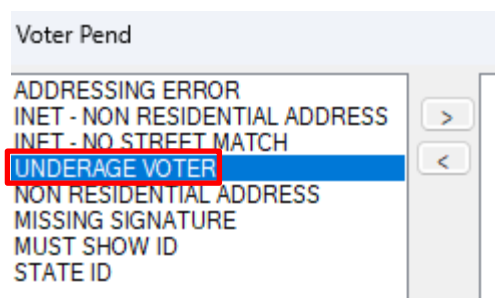 Voter Pend
ADDRESSING ERROR
INET - NON RESIDENTIAL ADDRESS
INET - NO STREET MATCH
UNDERAGE VOTER
NON RESIDENTIAL ADDRESS
MISSING SIGNATURE
MUST SHOW ID
STATE ID
>
<